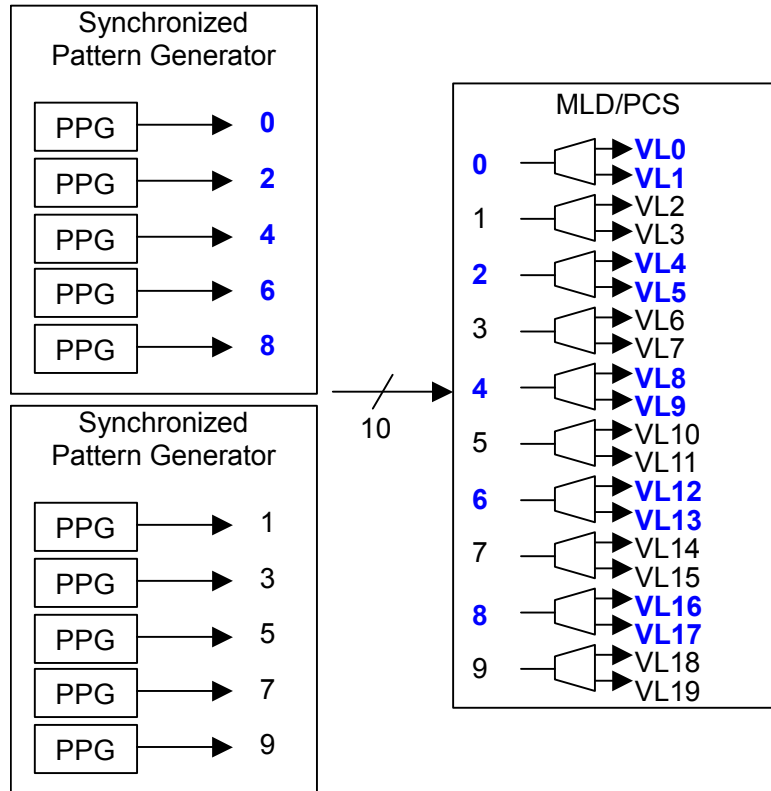 Synchronized
Pattern Generator
PPG 0
PPG 2
PPG 4
PPG 6
PPG 8
Synchronized
Pattern Generator
PPG 1
PPG 3
PPG 5
PPG 7
PPG 9
10
MLD/PCS
0
VL0
VL1
1
VL2
VL3
2
VL4
VL5
3
VL6
VL7
4
VL8
VL9
5
VL10
VL11
6
VL12
VL13
7
VL14
VL15
8
VL16
VL17
9
VL18
VL19